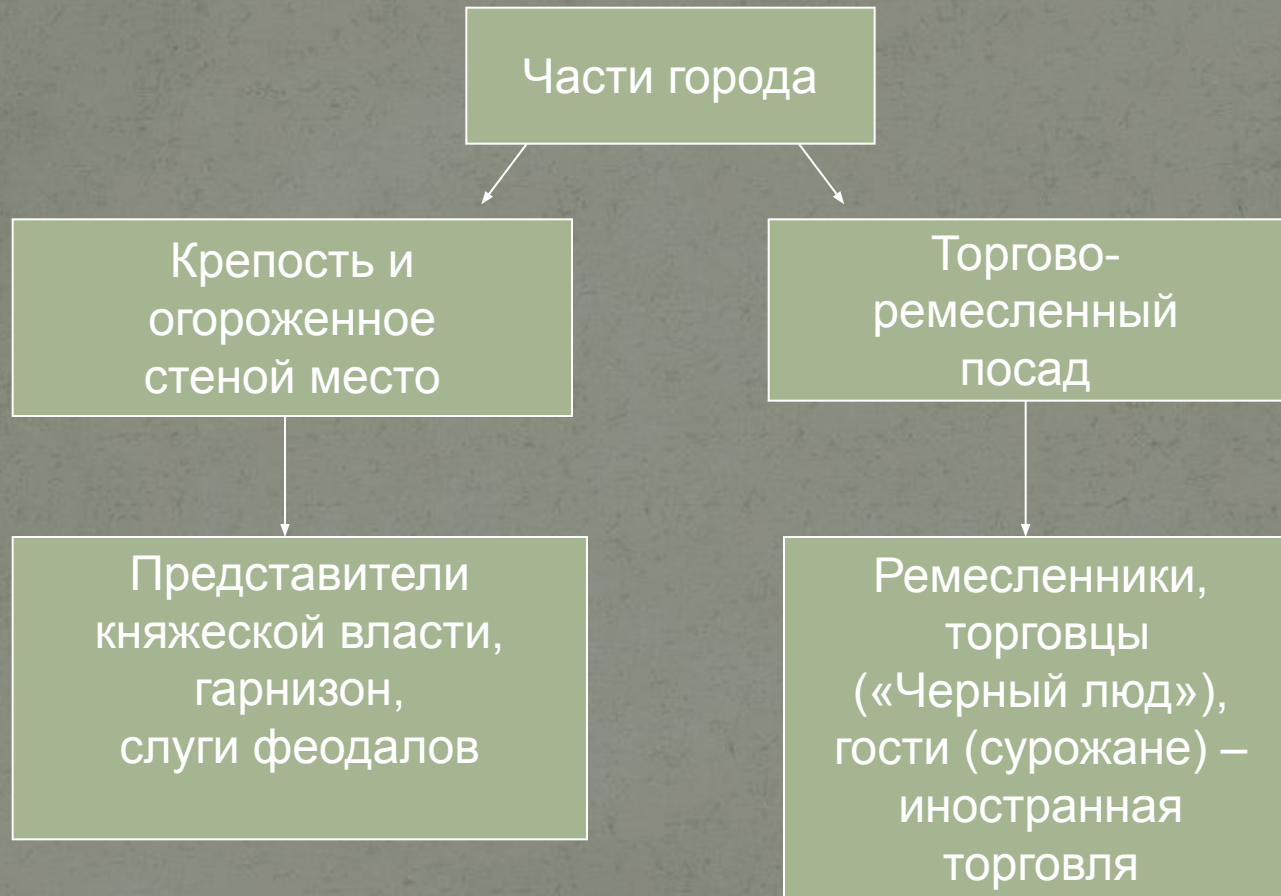 Части города
Крепость и
огороженное
стеной место
Торгово-
ремесленный
посад
Представители
княжеской власти,
гарнизон,
слуги феодалов
Ремесленники,
торговцы
(«Черный люд»),
гости (сурожане) –
иностранная
торговля